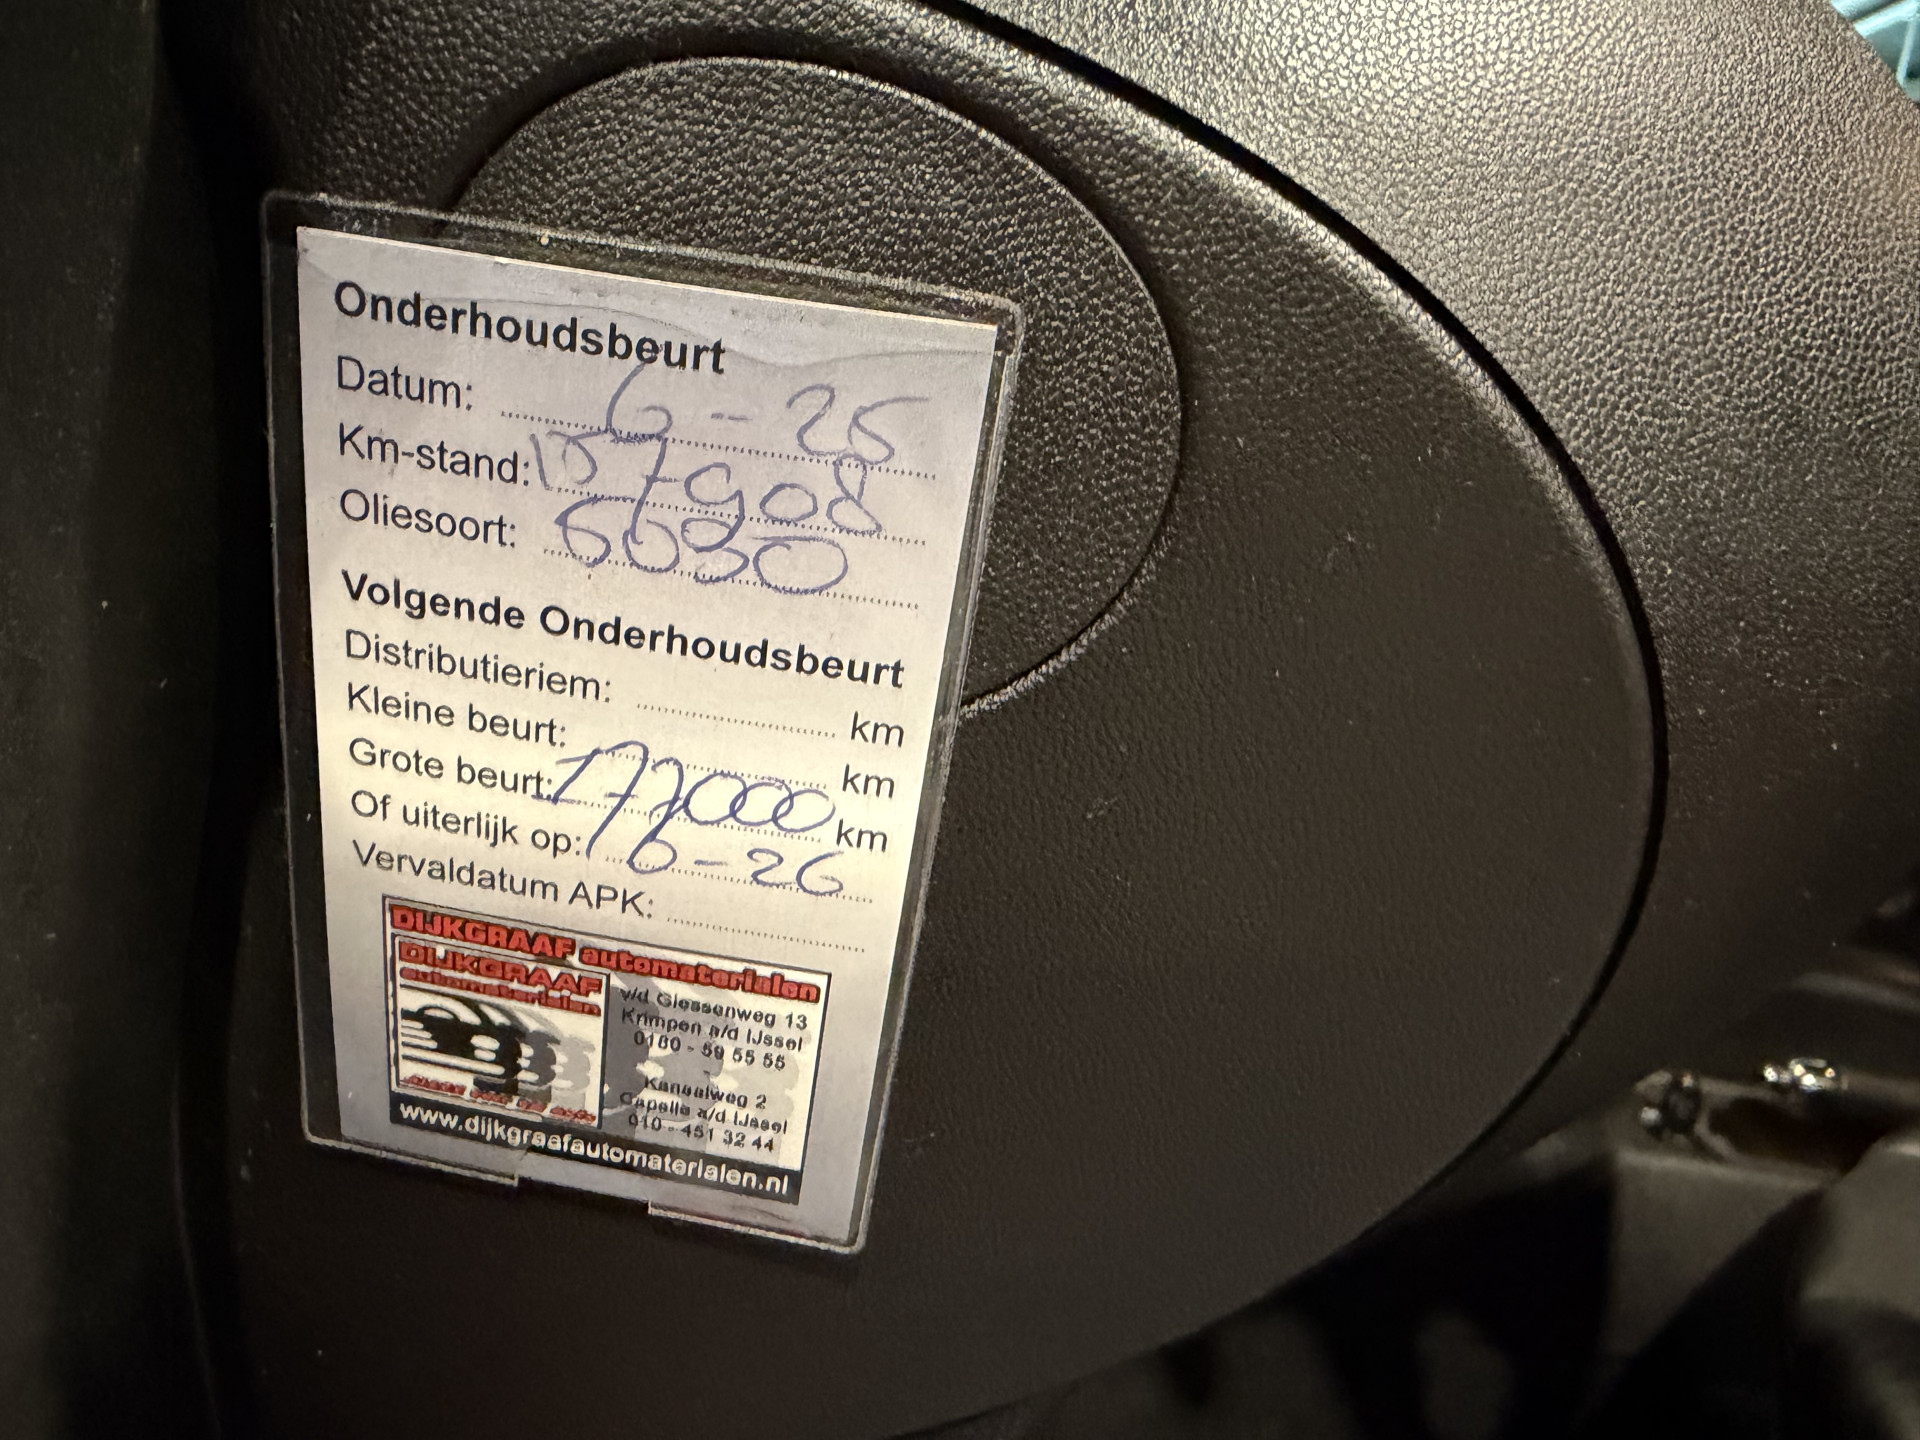 Onderhoudsbeurt
Datum: 6 - 25
Km-stand: 157908
Oliesoort: 5030
Volgende Onderhoudsbeurt
Distributieriem: km
Kleine beurt: km
Grote beurt: 177000 km
Of uiterlijk op: 6 - 26
Vervaldatum APK:
DIJKGRAAF automaterialen
DIJKGRAAF
automaterialen
v/d Giessenweg 13
Krimpen a/d IJssel
0180 - 59 55 55
Kanaalweg 2
Capelle a/d IJssel
010 - 451 32 44
www.dijkgraafautomaterialen.nl